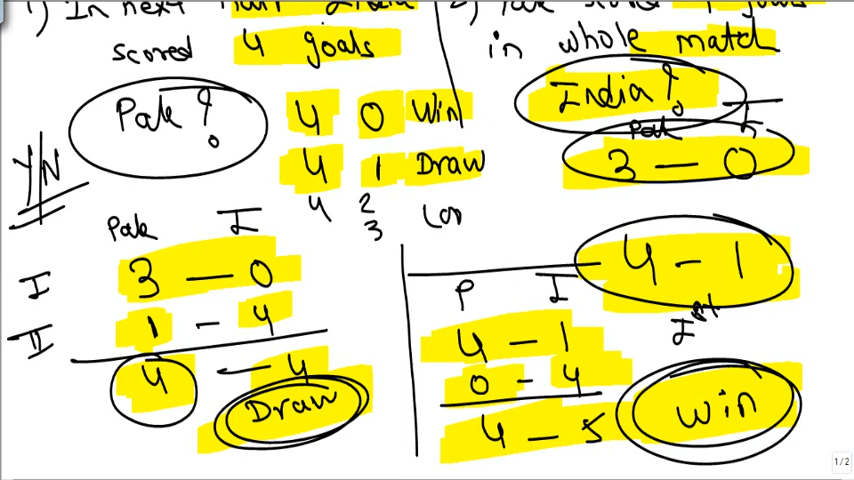 1) In next half India
scored 4 goals
2) Pak scored 4 goals
in whole match
Pak ?
4 0 Win
4 1 Draw
4 2
3
Y/N
India ?
Pak I
3 — 0
Pak I
I 3 — 0
II 1 - 4
4 — 4
Draw
4 - 1
P I
4 - 1
0 - 4
4 - 5
Win
1/2